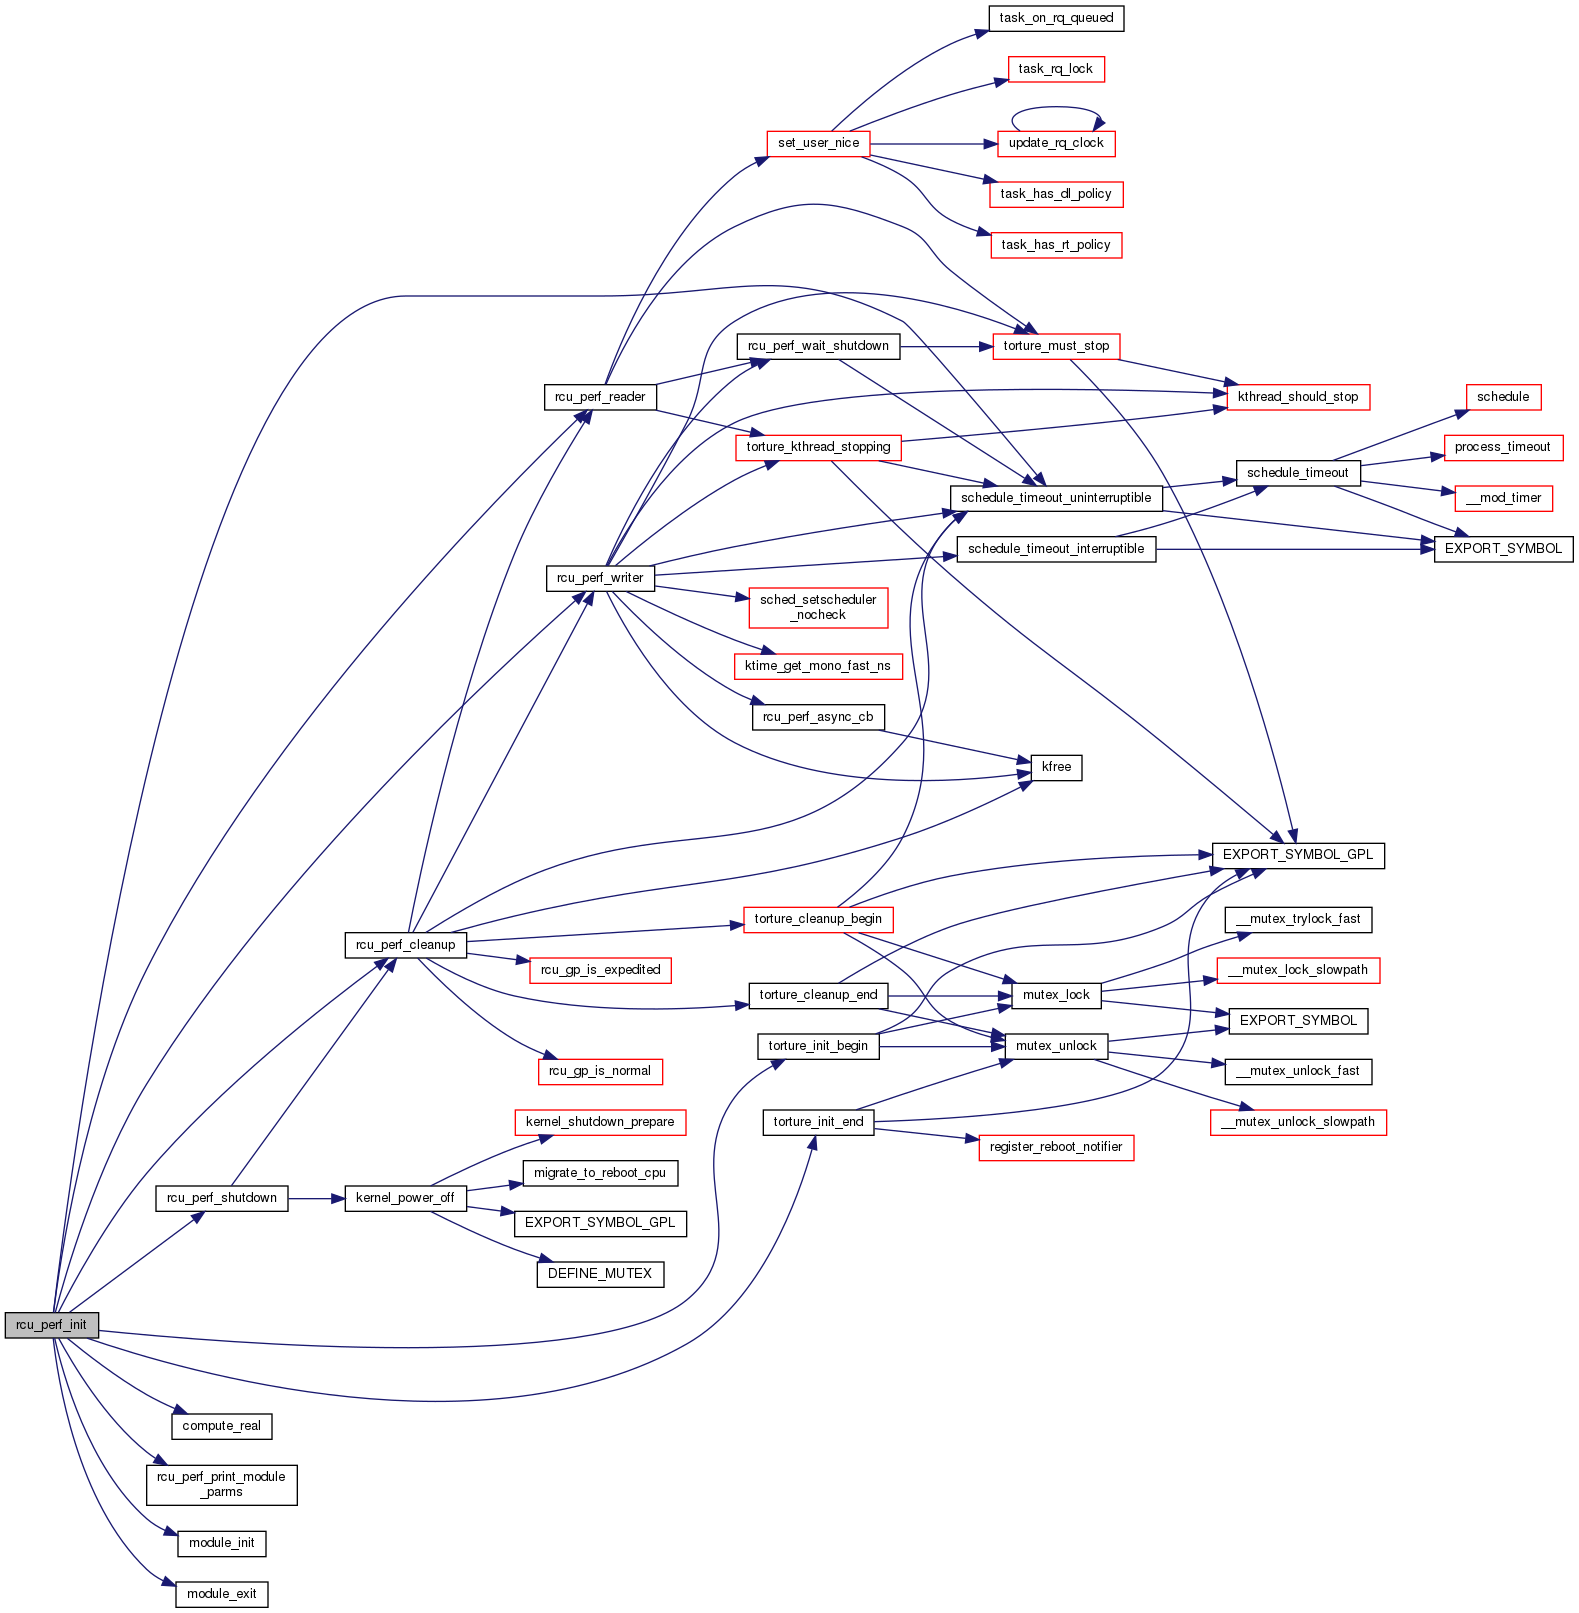 task_on_rq_queued
task_rq_lock
set_user_nice
update_rq_clock
task_has_dl_policy
task_has_rt_policy
rcu_perf_wait_shutdown
torture_must_stop
rcu_perf_reader
kthread_should_stop
schedule
torture_kthread_stopping
process_timeout
schedule_timeout
schedule_timeout_uninterruptible
__mod_timer
schedule_timeout_interruptible
EXPORT_SYMBOL
rcu_perf_writer
sched_setscheduler
_nocheck
ktime_get_mono_fast_ns
rcu_perf_async_cb
kfree
EXPORT_SYMBOL_GPL
torture_cleanup_begin
__mutex_trylock_fast
rcu_perf_cleanup
rcu_gp_is_expedited
__mutex_lock_slowpath
torture_cleanup_end
mutex_lock
EXPORT_SYMBOL
torture_init_begin
mutex_unlock
rcu_gp_is_normal
__mutex_unlock_fast
kernel_shutdown_prepare
torture_init_end
__mutex_unlock_slowpath
register_reboot_notifier
migrate_to_reboot_cpu
rcu_perf_shutdown
kernel_power_off
EXPORT_SYMBOL_GPL
DEFINE_MUTEX
rcu_perf_init
compute_real
rcu_perf_print_module
_parms
module_init
module_exit